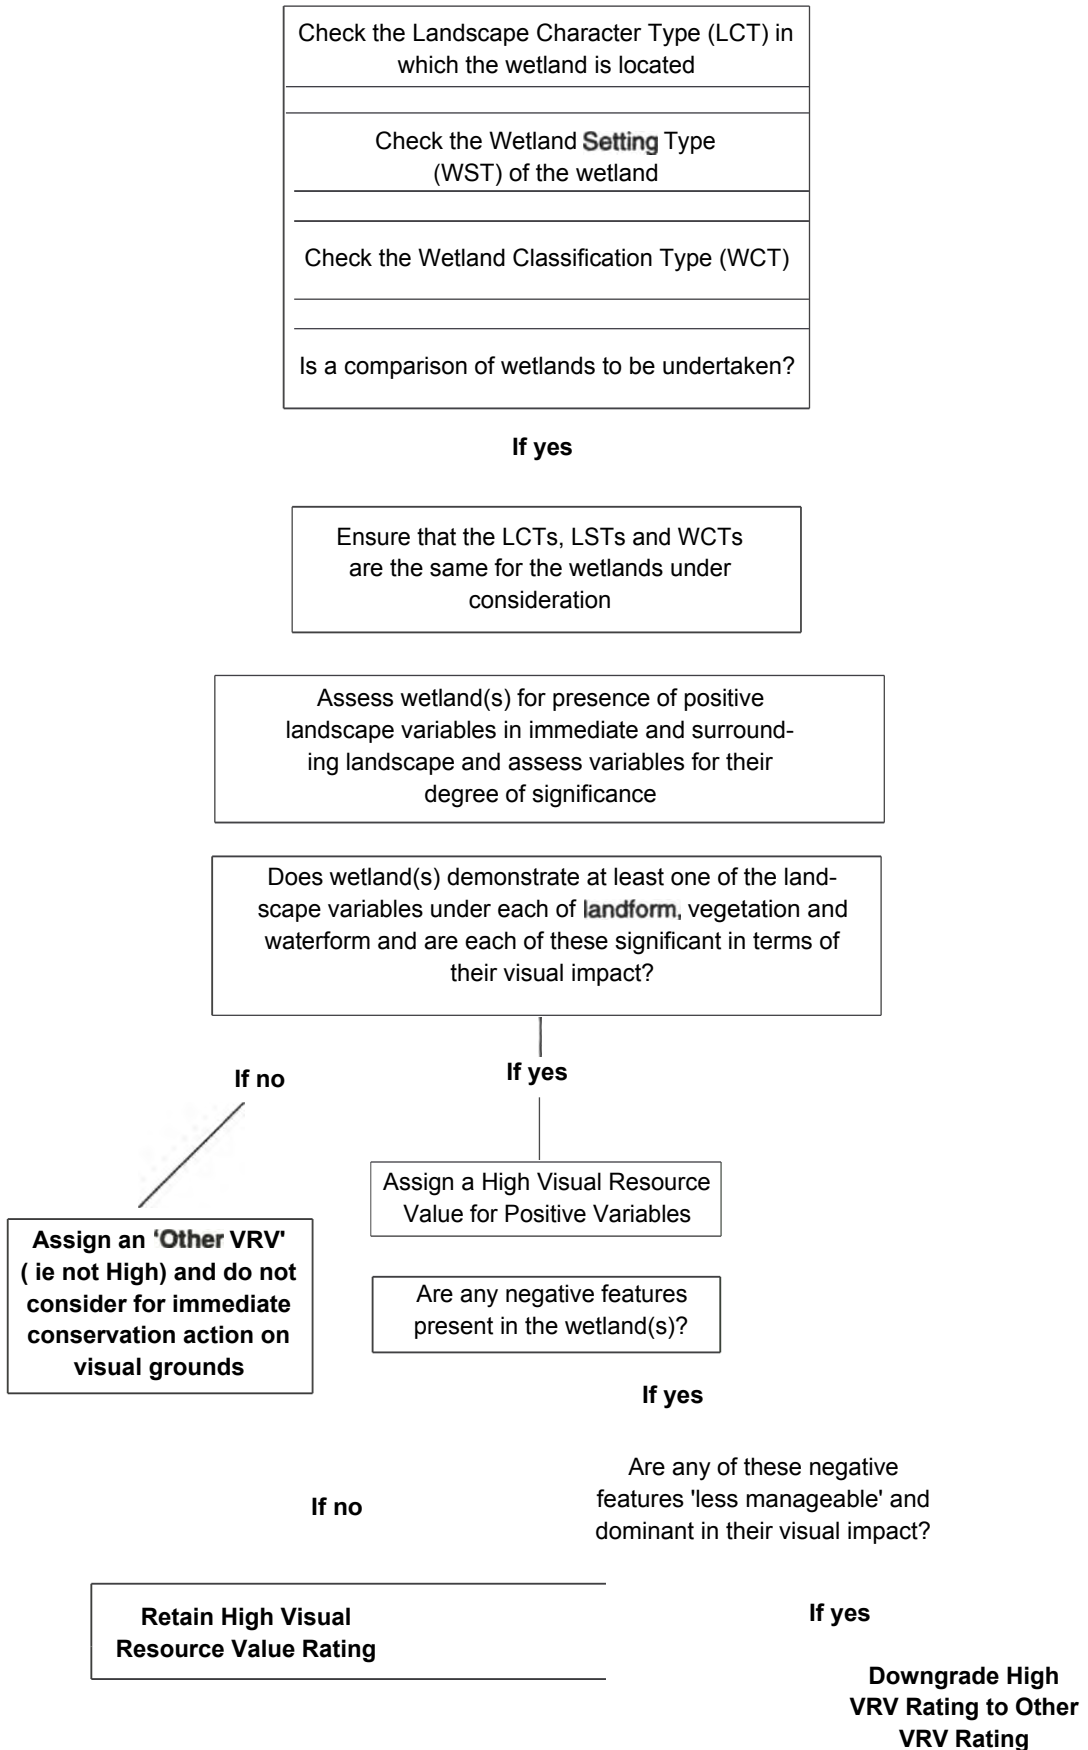 Check the Landscape Character Type (LCT) in
which the wetland is located
Check the Wetland Setting Type
(WST) of the wetland
Check the Wetland Classification Type (WCT)
Is a comparison of wetlands to be undertaken?
If yes
Ensure that the LCTs, LSTs and WCTs
are the same for the wetlands under
consideration
Assess wetland(s) for presence of positive
landscape variables in immediate and surround-
ing landscape and assess variables for their
degree of significance
Does wetland(s) demonstrate at least one of the land-
scape variables under each of landform, vegetation and
waterform and are each of these significant in terms of
their visual impact?
If no
If yes
Assign an ‘Other VRV'
( ie not High) and do not
consider for immediate
conservation action on
visual grounds
Assign a High Visual Resource
Value for Positive Variables
Are any negative features
present in the wetland(s)?
If yes
Are any of these negative
features 'less manageable' and
dominant in their visual impact?
If no
Retain High Visual
Resource Value Rating
If yes
Downgrade High
VRV Rating to Other
VRV Rating